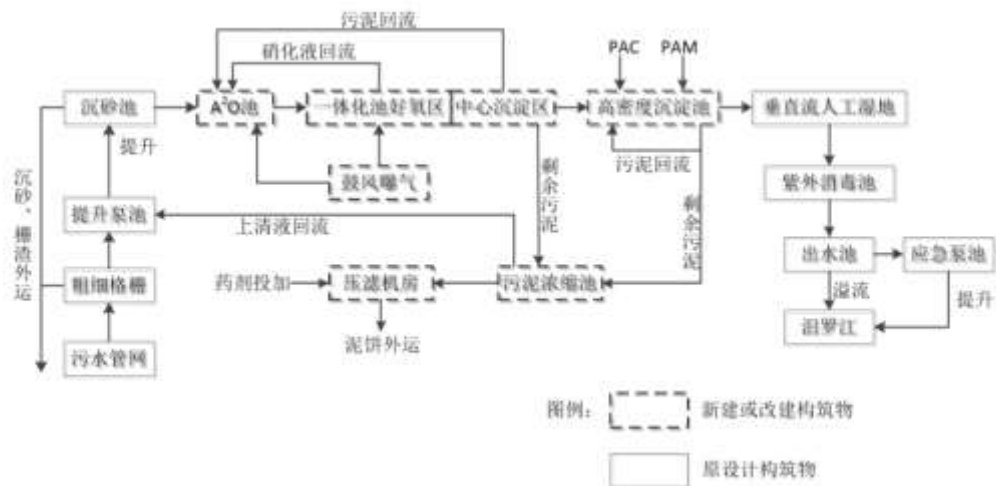 污泥回流
硝化液回流
PAC
PAM
沉砂池
A²O池
一体化池好氧区
中心沉淀区
高密度沉淀池
垂直流人工湿地
提升
鼓风曝气
剩余污泥
污泥回流
剩余污泥
紫外消毒池
沉砂、栅渣外运
提升泵池
上清液回流
出水池
应急泵池
粗细格栅
药剂投加
压滤机房
污泥浓缩池
溢流
提升
汨罗江
污水管网
泥饼外运
图例:
新建或改建构筑物
原设计构筑物